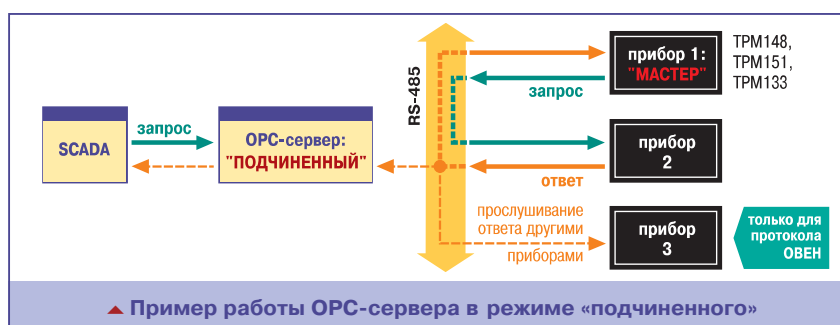 SCADA
запрос
OPC-сервер:
"ПОДЧИНЕННЫЙ"
RS-485
прибор 1:
"МАСТЕР"
ТРМ148,
ТРМ151,
ТРМ133
запрос
прибор
2
ответ
прослушивание
ответа другими
приборами
прибор
3
только для
протокола
ОВЕН
Пример работы OPC-сервера в режиме «подчиненного»